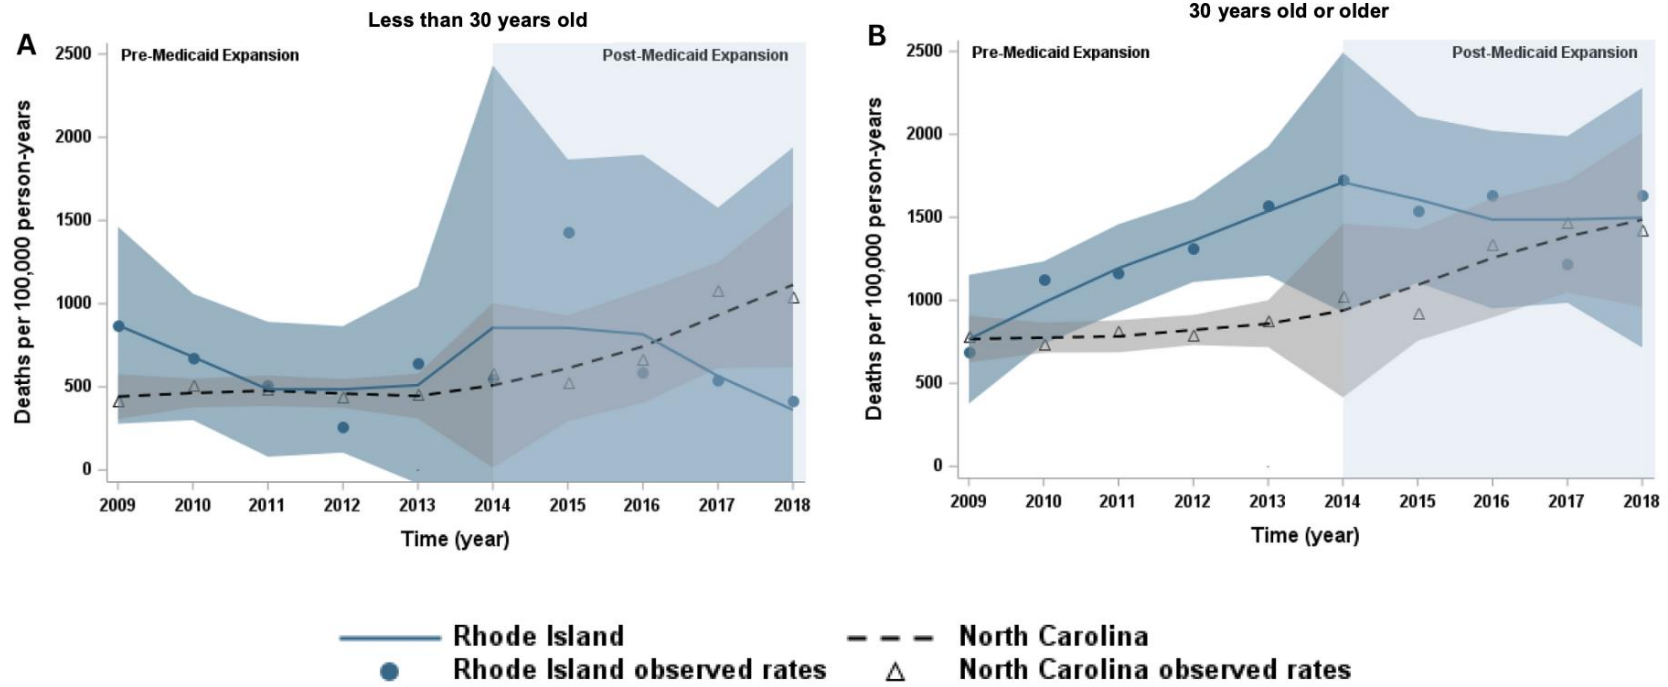 Less than 30 years old
A
Pre-Medicaid Expansion
Post-Medicaid Expansion
Deaths per 100,000 person-years
2500
2000
1500
1000
500
0
2009 2010 2011 2012 2013 2014 2015 2016 2017 2018
Time (year)
30 years old or older
B
Pre-Medicaid Expansion
Post-Medicaid Expansion
Deaths per 100,000 person-years
2500
2000
1500
1000
500
0
2009 2010 2011 2012 2013 2014 2015 2016 2017 2018
Time (year)
Rhode Island
North Carolina
Rhode Island observed rates
North Carolina observed rates